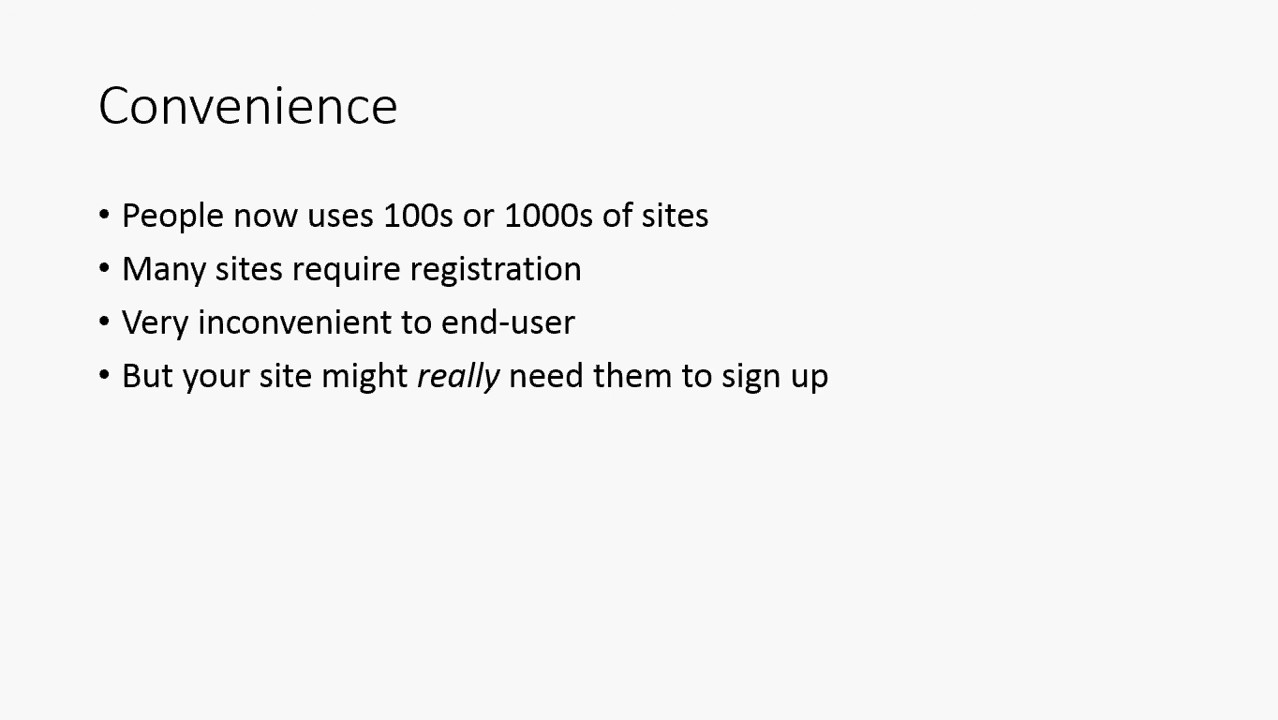 Convenience
• People now uses 100s or 1000s of sites
• Many sites require registration
• Very inconvenient to end-user
• But your site might really need them to sign up